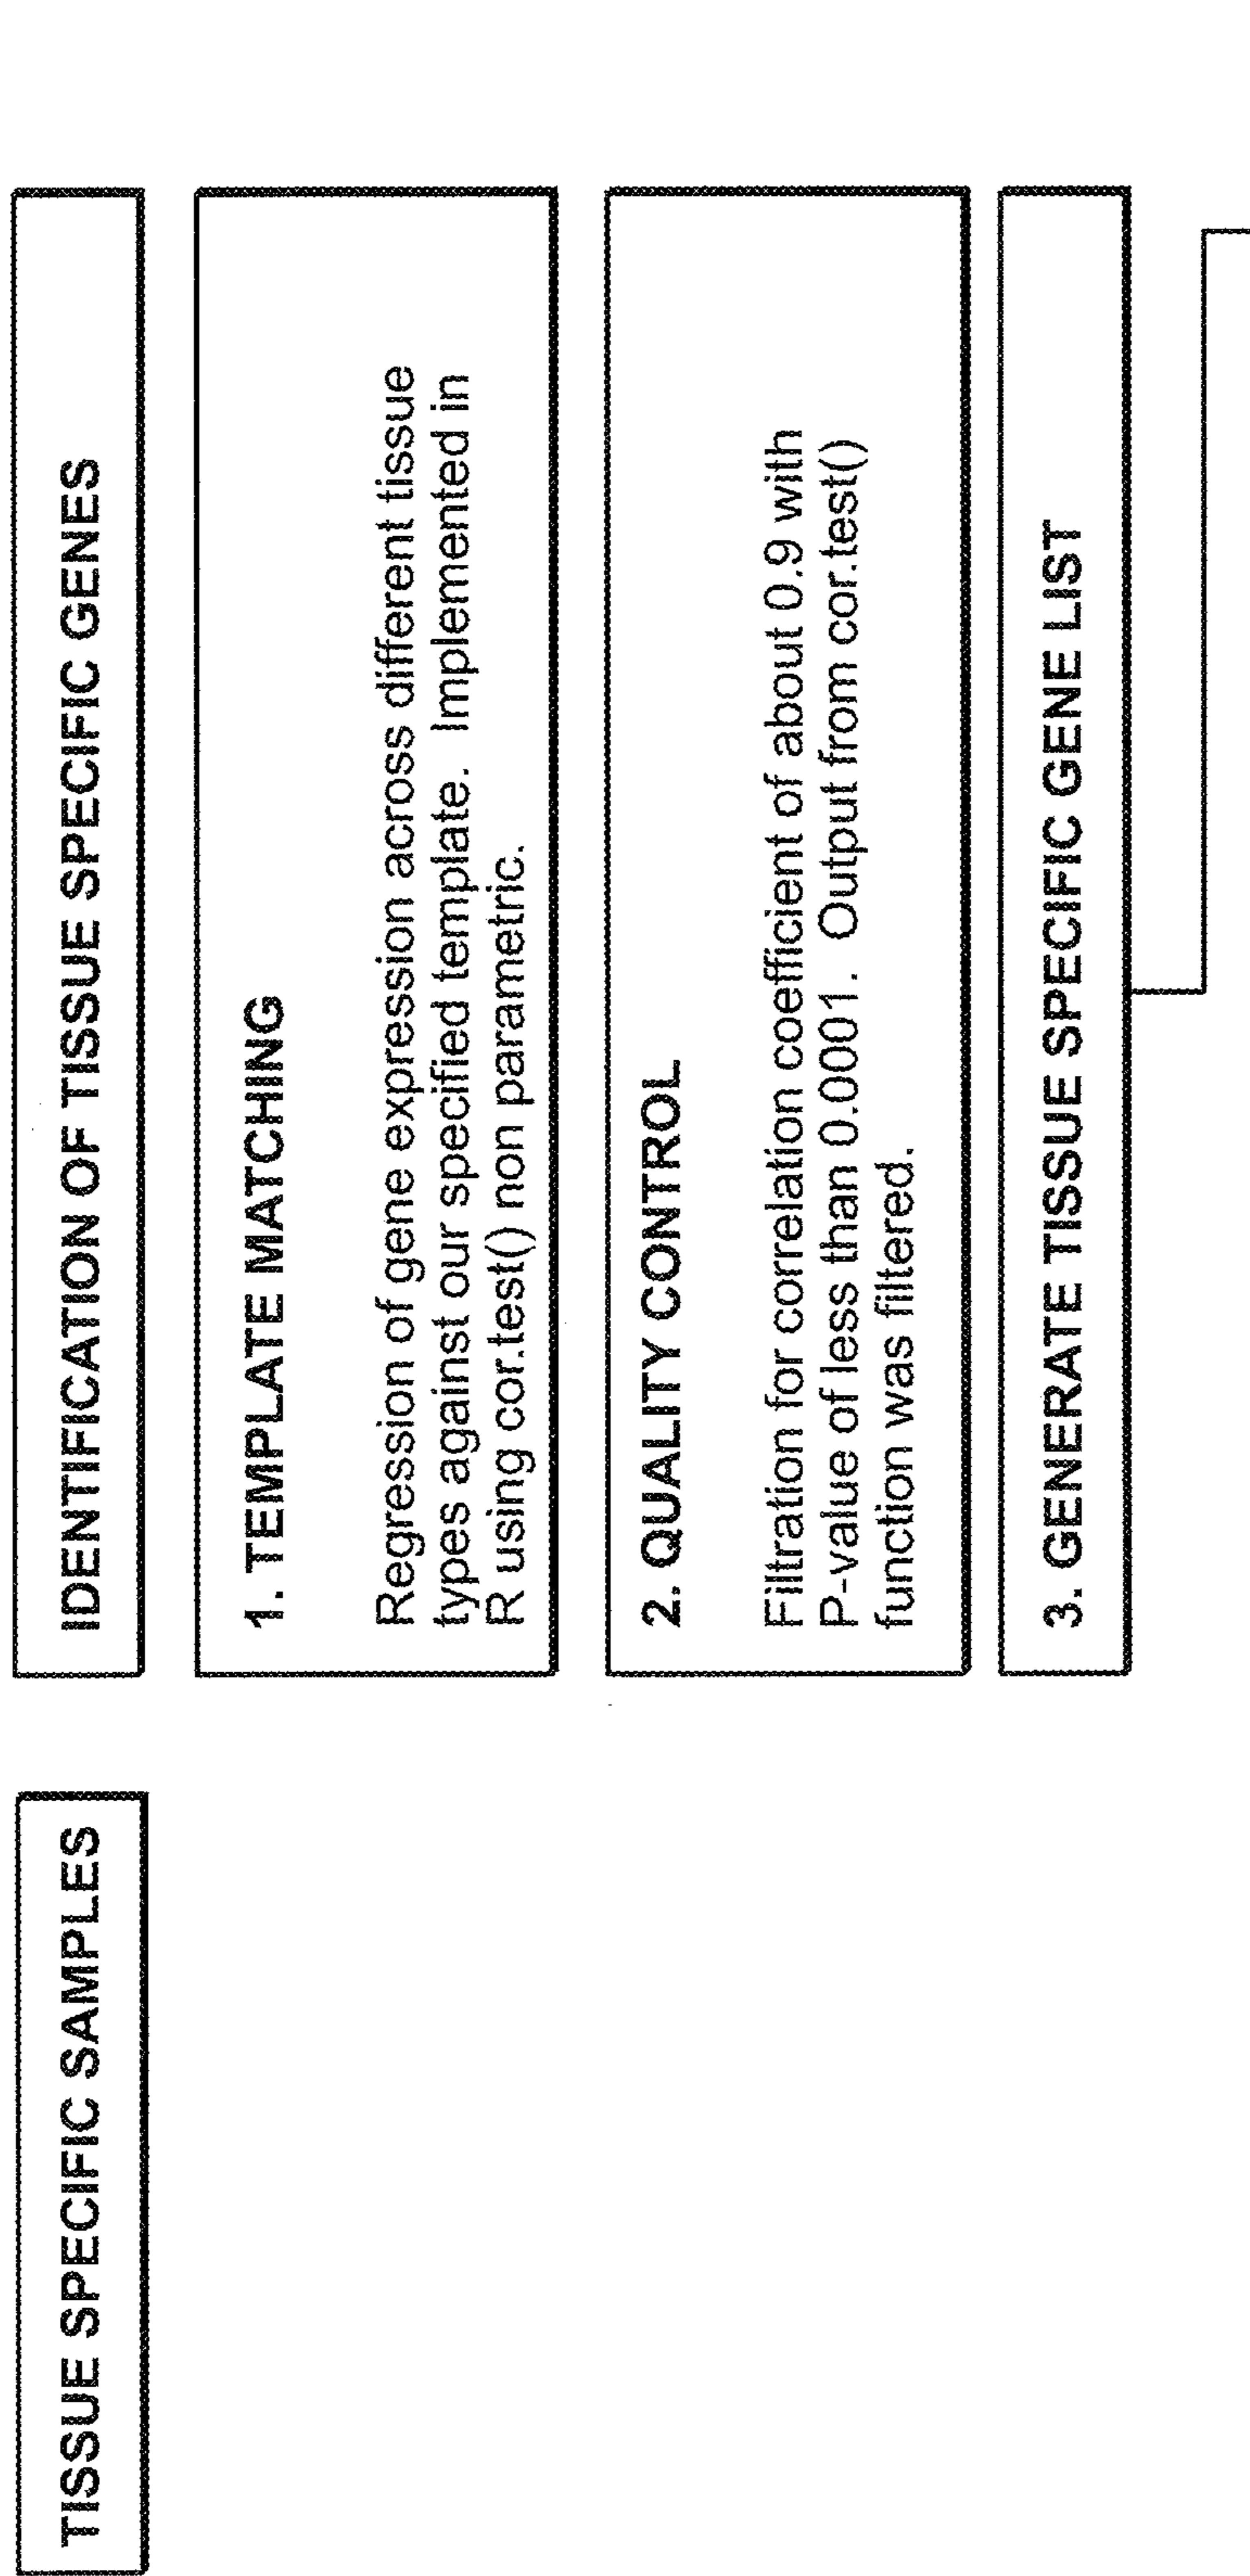 TISSUE SPECIFIC SAMPLES
IDENTIFICATION OF TISSUE SPECIFIC GENES
1. TEMPLATE MATCHING
Regression of gene expression across different tissue
types against our specified template.  Implemented in
R using cor.test() non parametric.
2. QUALITY CONTROL
Filtration for correlation coefficient of about 0.9 with
P-value of less than 0.0001.  Output from cor.test()
function was filtered.
3. GENERATE TISSUE SPECIFIC GENE LIST